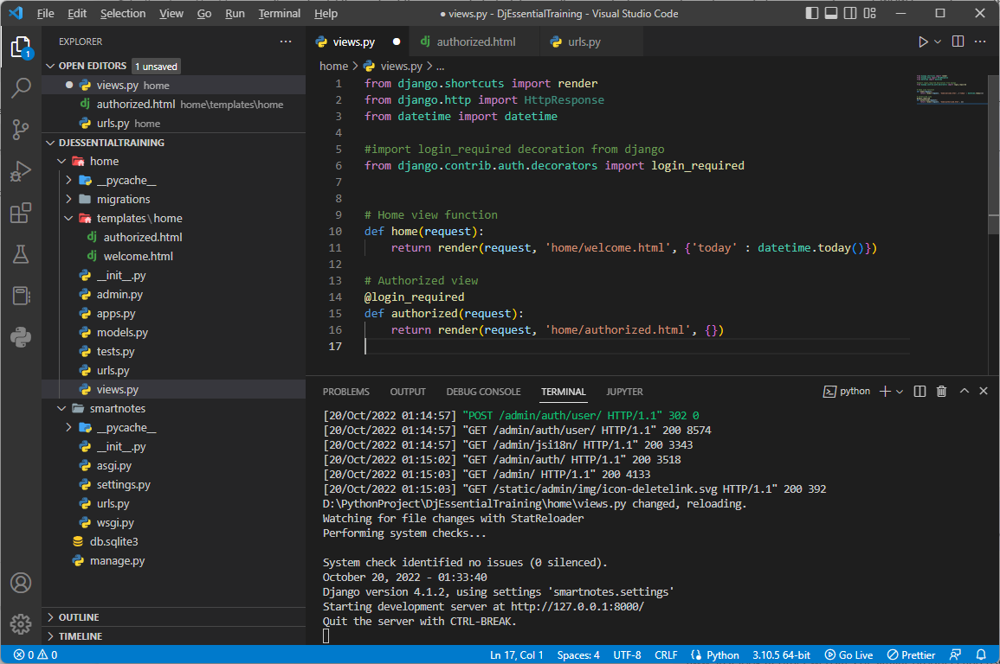 File Edit Selection View Go Run Terminal Help ● views.py - DjEssentialTraining - Visual Studio Code
EXPLORER ...
OPEN EDITORS 1 unsaved
● views.py home
dj authorized.html home\templates\home
urls.py home
DJESSENTIALTRAINING
home
__pycache__
migrations
templates\home
dj authorized.html
dj welcome.html
__init__.py
admin.py
apps.py
models.py
tests.py
urls.py
views.py
smartnotes
__pycache__
__init__.py
asgi.py
settings.py
urls.py
wsgi.py
db.sqlite3
manage.py
OUTLINE
TIMELINE
1
views.py ● dj authorized.html urls.py
home > views.py > ...
1 from django.shortcuts import render
2 from django.http import HttpResponse
3 from datetime import datetime
4
5 #import login_required decoration from django
6 from django.contrib.auth.decorators import login_required
7
8
9 # Home view function
10 def home(request):
11 return render(request, 'home/welcome.html', {'today' : datetime.today()})
12
13 # Authorized view
14 @login_required
15 def authorized(request):
16 return render(request, 'home/authorized.html', {})
17
PROBLEMS OUTPUT DEBUG CONSOLE TERMINAL JUPYTER python
[20/Oct/2022 01:14:57] "POST /admin/auth/user/ HTTP/1.1" 302 0
[20/Oct/2022 01:14:57] "GET /admin/auth/user/ HTTP/1.1" 200 8574
[20/Oct/2022 01:14:57] "GET /admin/jsi18n/ HTTP/1.1" 200 3343
[20/Oct/2022 01:15:02] "GET /admin/auth/ HTTP/1.1" 200 3518
[20/Oct/2022 01:15:03] "GET /admin/ HTTP/1.1" 200 4133
[20/Oct/2022 01:15:03] "GET /static/admin/img/icon-deletelink.svg HTTP/1.1" 200 392
D:\PythonProject\DjEssentialTraining\home\views.py changed, reloading.
Watching for file changes with StatReloader
Performing system checks...
System check identified no issues (0 silenced).
October 20, 2022 - 01:33:40
Django version 4.1.2, using settings 'smartnotes.settings'
Starting development server at http://127.0.0.1:8000/
Quit the server with CTRL-BREAK.
0 0 Ln 17, Col 1 Spaces: 4 UTF-8 CRLF Python 3.10.5 64-bit Go Live Prettier